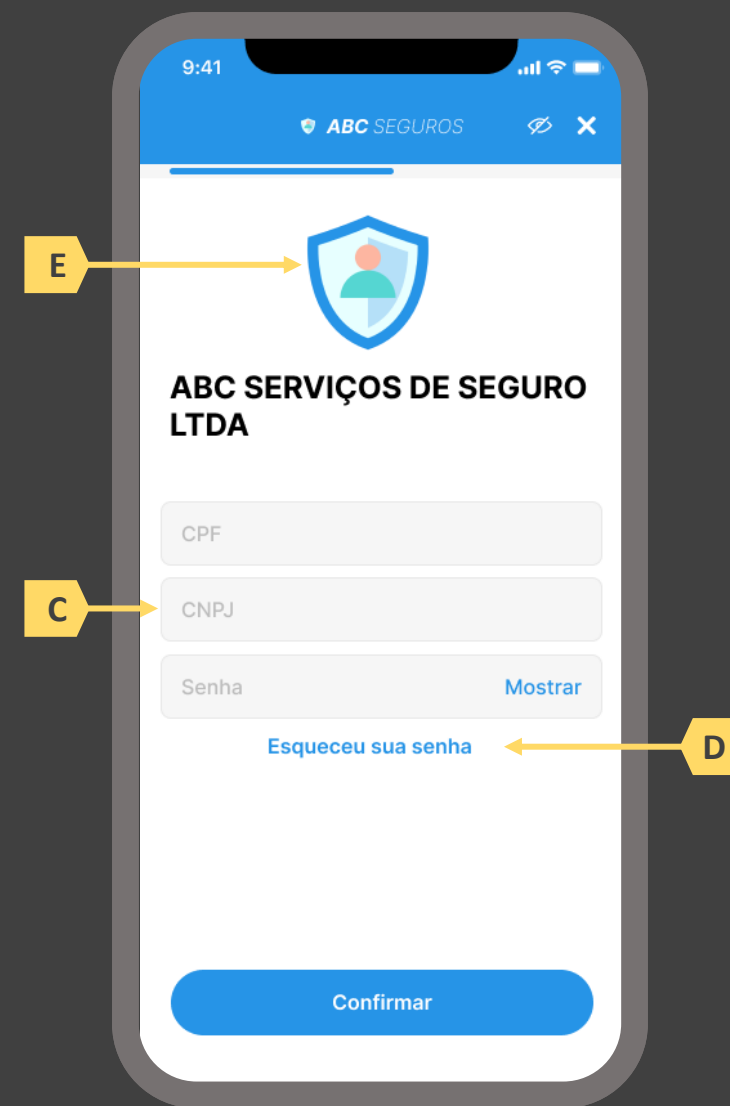 9:41
ABC SEGUROS
E
ABC SERVIÇOS DE SEGURO
LTDA
CPF
C
CNPJ
Senha Mostrar
Esqueceu sua senha
D
Confirmar